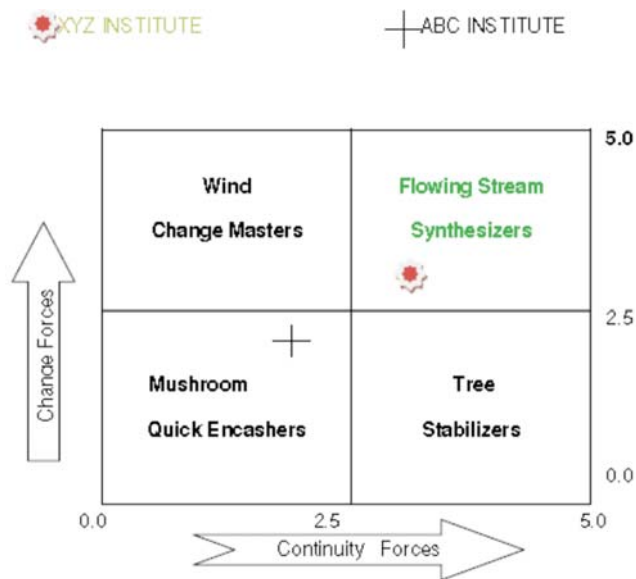 XYZ INSTITUTE
ABC INSTITUTE
5.0
Wind
Change Masters
Flowing Stream
Synthesizers
Change Forces
2.5
Mushroom
Quick Encashers
Tree
Stabilizers
0.0
0.0
2.5
5.0
Continuity Forces